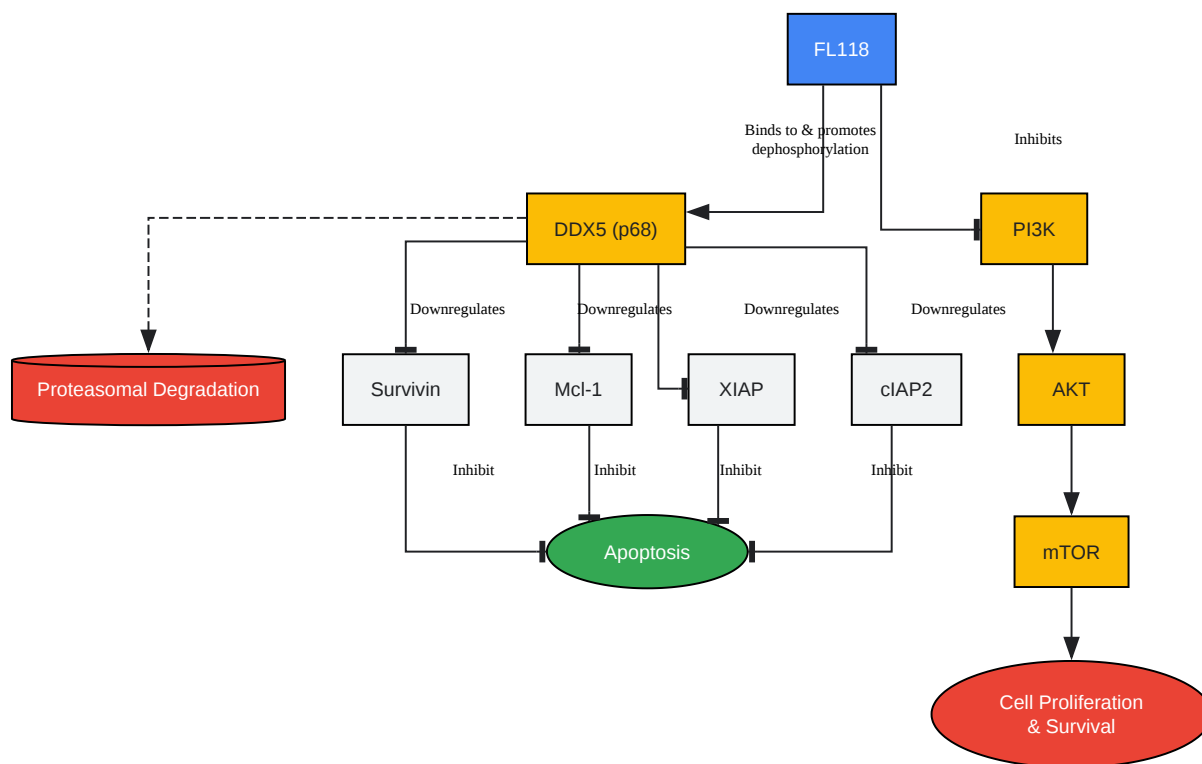 FL118
Binds to & promotes
dephosphorylation
Inhibits
DDX5 (p68)
PI3K
Downregulates
Downregulates
Downregulates
Downregulates
Proteasomal Degradation
Survivin
Mcl-1
XIAP
cIAP2
AKT
Inhibit
Inhibit
Inhibit
Inhibit
Apoptosis
mTOR
Cell Proliferation
& Survival